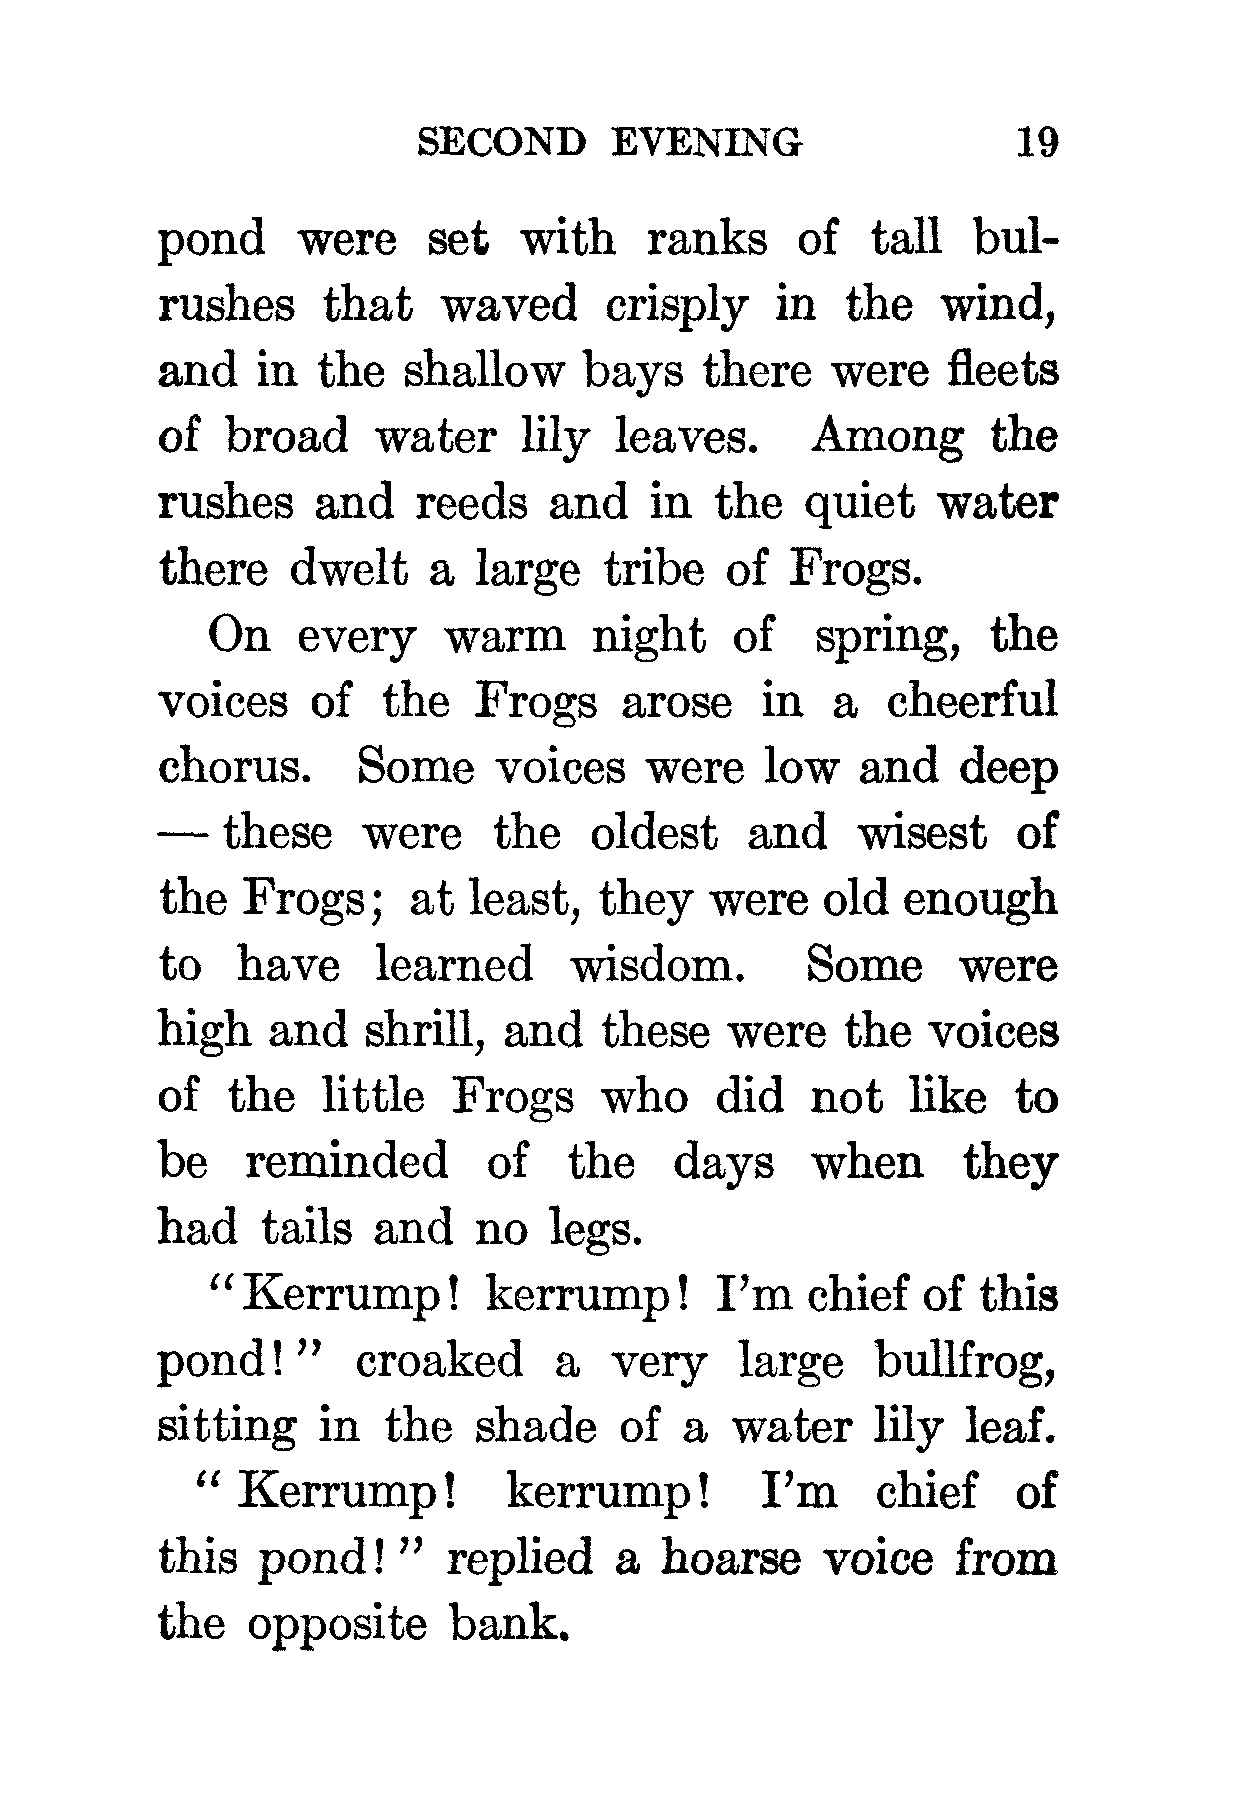 SECOND EVENING 19
pond were set with ranks of tall bul-
rushes that waved crisply in the wind,
and in the shallow bays there were fleets
of broad water lily leaves. Among the
rushes and reeds and in the quiet water
there dwelt a large tribe of Frogs.
On every warm night of spring, the
voices of the Frogs arose in a cheerful
chorus. Some voices were low and deep
— these were the oldest and wisest of
the Frogs; at least, they were old enough
to have learned wisdom. Some were
high and shrill, and these were the voices
of the little Frogs who did not like to
be reminded of the days when they
had tails and no legs.
“Kerrump! kerrump! I’m chief of this
pond!” croaked a very large bullfrog,
sitting in the shade of a water lily leaf.
“Kerrump! kerrump! I’m chief of
this pond!” replied a hoarse voice from
the opposite bank.